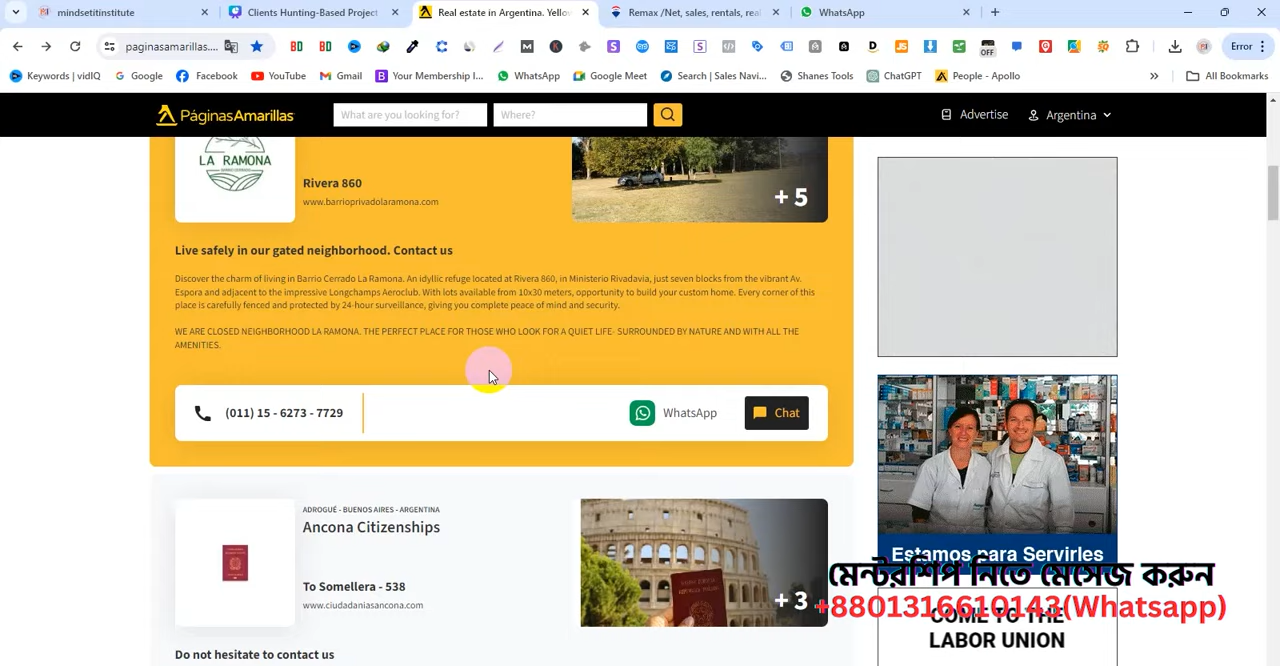 mindsetinstitute
Clients Hunting-Based Project
Real estate in Argentina. Yellow
Remax /Net, sales, rentals, real
WhatsApp
paginasamarillas....
OFF
Error
Keywords | vidIQ
Google
Facebook
YouTube
Gmail
Your Membership I...
WhatsApp
Google Meet
Search | Sales Navi...
Shanes Tools
ChatGPT
People - Apollo
All Bookmarks
PáginasAmarillas
What are you looking for?
Where?
Advertise
Argentina
LA RAMONA
Rivera 860
www.barrioprivadolaramona.com
+ 5
Live safely in our gated neighborhood. Contact us
Discover the charm of living in Barrio Cerrado La Ramona. An idyllic refuge located at Rivera 860, in Ministerio Rivadavia, just seven blocks from the vibrant Av.
Espora and adjacent to the impressive Longchamps Aeroclub. With lots available from 10x30 meters, opportunity to build your custom home. Every corner of this
place is carefully fenced and protected by 24-hour surveillance, giving you complete peace of mind and security.
WE ARE CLOSED NEIGHBORHOOD LA RAMONA. THE PERFECT PLACE FOR THOSE WHO LOOK FOR A QUIET LIFE- SURROUNDED BY NATURE AND WITH ALL THE
AMENITIES.
(011) 15 - 6273 - 7729
WhatsApp
Chat
ADROGUÉ - BUENOS AIRES - ARGENTINA
Ancona Citizenships
To Somellera - 538
www.ciudadaniasancona.com
+ 3
Do not hesitate to contact us
Estamos para Servirles
মেন্টরশিপ নিতে মেসেজ করুন
+8801316610143(Whatsapp)
COME TO THE
LABOR UNION